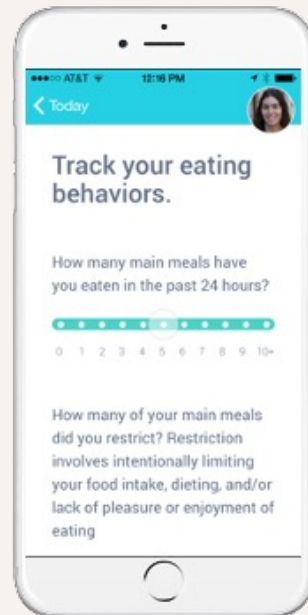 AT&T 12:16 PM
Today
Track your eating
behaviors.
How many main meals have
you eaten in the past 24 hours?
0 1 2 3 4 5 6 7 8 9 10+
How many of your main meals
did you restrict? Restriction
involves intentionally limiting
your food intake, dieting, and/or
lack of pleasure or enjoyment of
eating